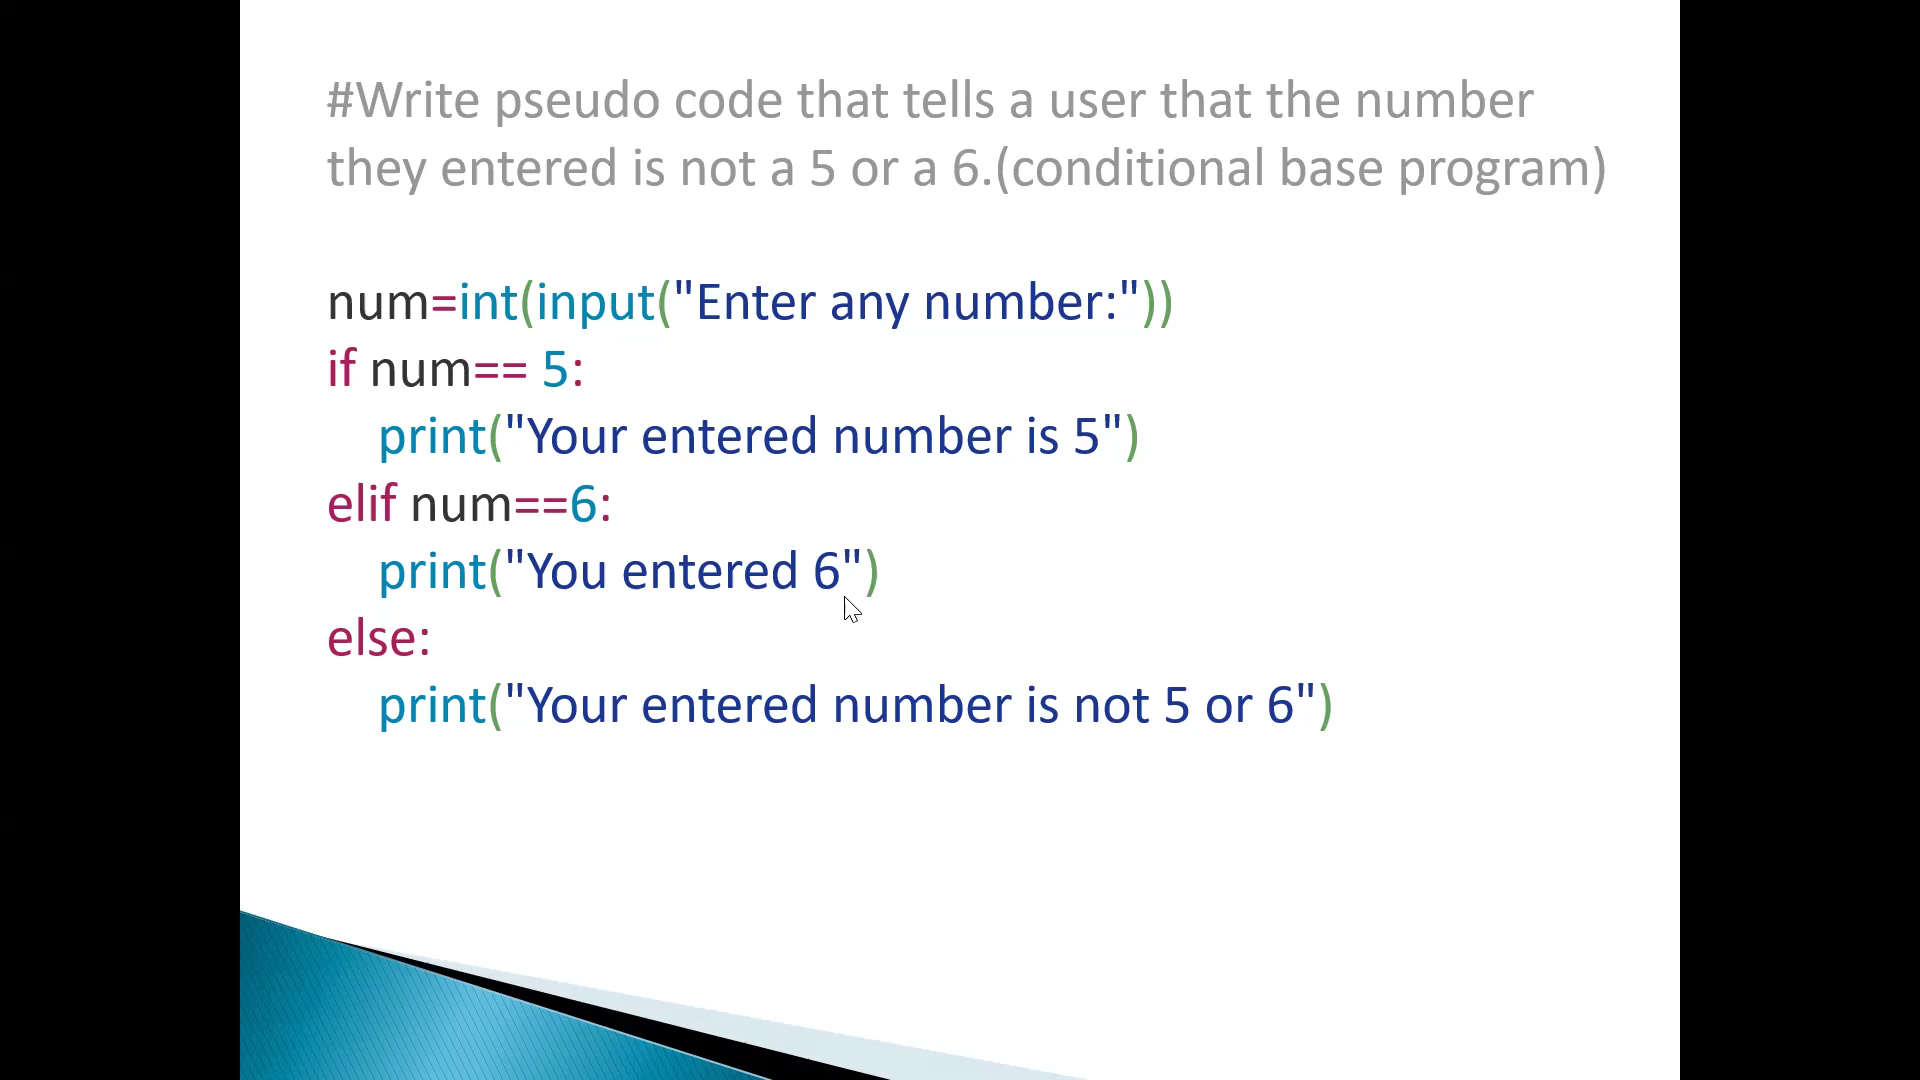 #Write pseudo code that tells a user that the number
they entered is not a 5 or a 6.(conditional base program)
num=int(input("Enter any number:"))
if num== 5:
print("Your entered number is 5")
elif num==6:
print("You entered 6")
else:
print("Your entered number is not 5 or 6")